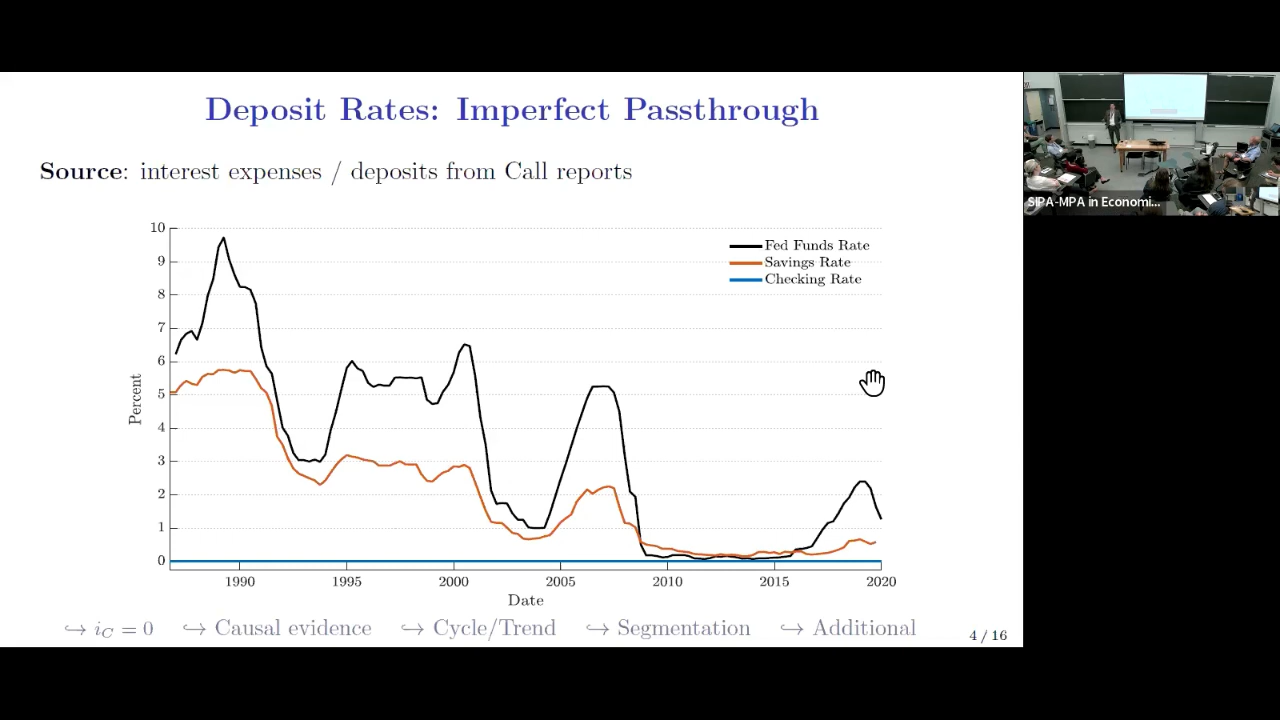 Deposit Rates: Imperfect Passthrough
Source: interest expenses / deposits from Call reports
10
9
8
7
6
5
4
3
2
1
0
Percent
Fed Funds Rate
Savings Rate
Checking Rate
1990 1995 2000 2005 2010 2015 2020
Date
↪ i_C = 0 ↪ Causal evidence ↪ Cycle/Trend ↪ Segmentation ↪ Additional
4 / 16
SIPA-MPA in Economi...